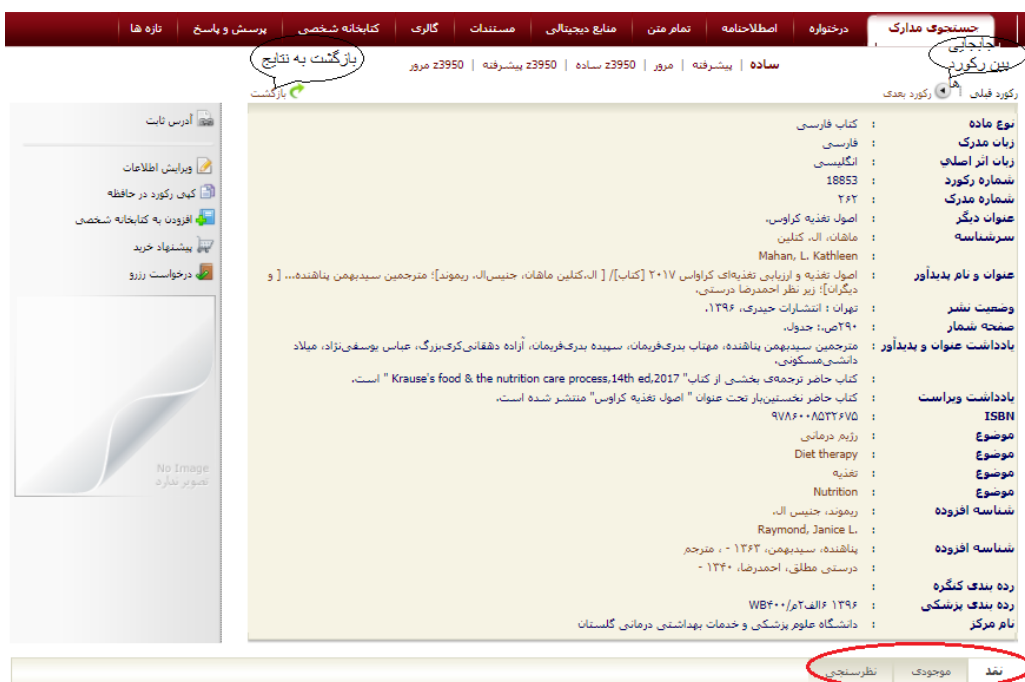 جستجوی مدارک درختواره اصطلاحنامه تمام متن منابع دیجیتالی مستندات گالری کتابخانه شخصی پرسش و پاسخ تازه ها
جابجایی بین رکورد ها
ساده | پیشرفته | مرور | z3950 ساده | z3950 پیشرفته | z3950 مرور
بازگشت به نتایج
رکورد قبلی | رکورد بعدی
بازگشت
نوع ماده : کتاب فارسی
زبان مدرک : فارسی
زبان اثر اصلي : انگلیسی
شماره رکورد : 18853
شماره مدرک : ۲۶۲
عنوان دیگر : اصول تغذیه کراوس.
سرشناسه : ماهان، ال. کتلین
: Mahan, L. Kathleen
عنوان و نام پدیدآور : اصول تغذیه و ارزیابی تغذیه‌ای کراواس ۲۰۱۷ [کتاب]/ [ ال.کتلین ماهان، جنیس‌ال. ریموند]؛ مترجمین سیدبهمن پناهنده... [ و
دیگران]؛ زیر نظر احمدرضا درستی.
وضعیت نشر : تهران : انتشارات حیدری، ۱۳۹۶.
صفحه شمار : ۲۹۰ص.: جدول.
یادداشت عنوان و پدیدآور : مترجمین سیدبهمن پناهنده، مهتاب بدری‌فریمان، سپیده بدری‌فریمان، آزاده دهقانی‌کری‌بزرگ، عباس یوسفی‌نژاد، میلاد
دانشی‌مسکونی.
: کتاب حاضر ترجمه‌ی بخشی از کتاب" Krause's food & the nutrition care process,14th ed,2017 " است.
یادداشت ویراست : کتاب حاضر نخستین‌بار تحت عنوان " اصول تغذیه کراوس" منتشر شده است.
ISBN : ۹۷۸۶۰۰۸۵۳۲۶۷۵
موضوع : رژیم درمانی
موضوع : Diet therapy
موضوع : تغذیه
موضوع : Nutrition
شناسه افزوده : ریموند، جنیس ال.
: Raymond, Janice L.
شناسه افزوده : پناهنده، سیدبهمن، ۱۳۶۳ - ، مترجم
: درستی مطلق، احمدرضا، ۱۳۴۰ -
رده بندی کنگره :
رده بندی پزشکی : WB۴۰۰/م۲الف۶ ۱۳۹۶
نام مرکز : دانشگاه علوم پزشکی و خدمات بهداشتی درمانی گلستان
آدرس ثابت
ویرایش اطلاعات
کپی رکورد در حافظه
افزودن به کتابخانه شخصی
پیشنهاد خرید
درخواست رزرو
No Image
تصویر ندارد
نقد موجودی نظرسنجی